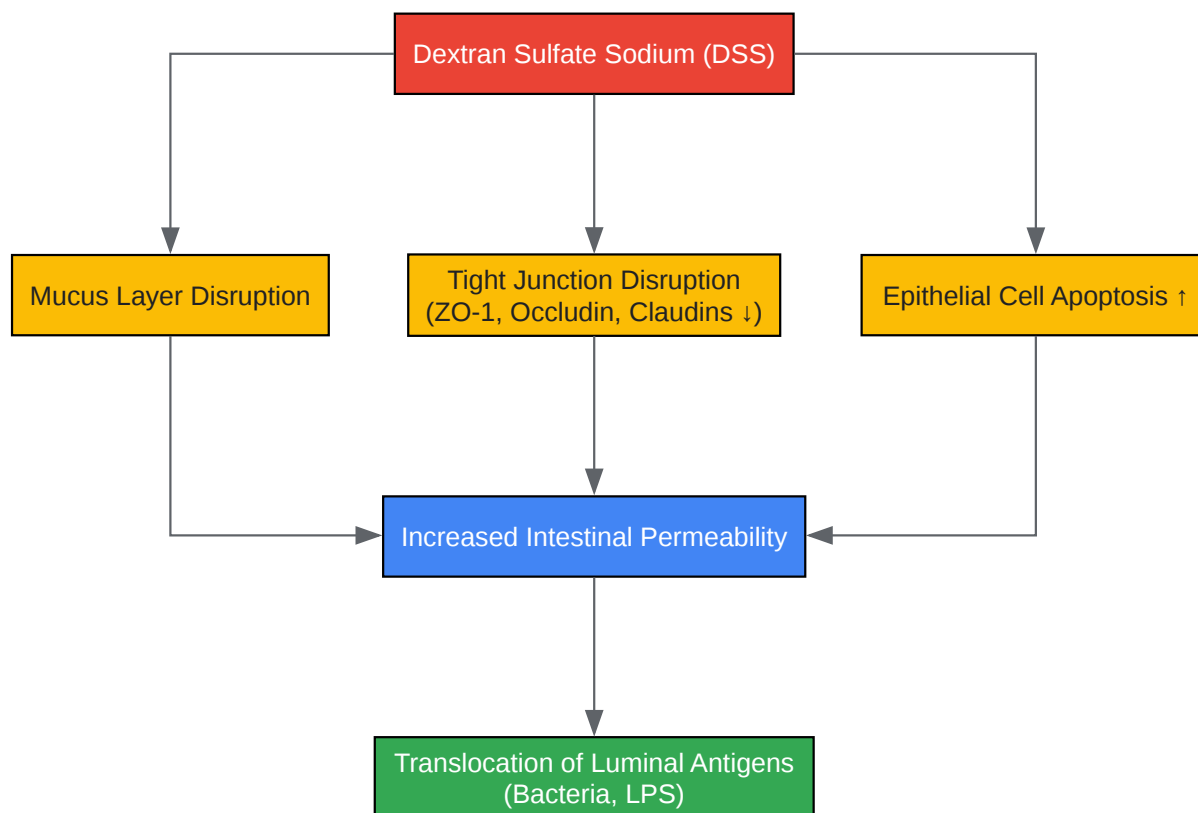 Dextran Sulfate Sodium (DSS)
Mucus Layer Disruption
Tight Junction Disruption
(ZO-1, Occludin, Claudins ↓)
Epithelial Cell Apoptosis ↑
Increased Intestinal Permeability
Translocation of Luminal Antigens
(Bacteria, LPS)